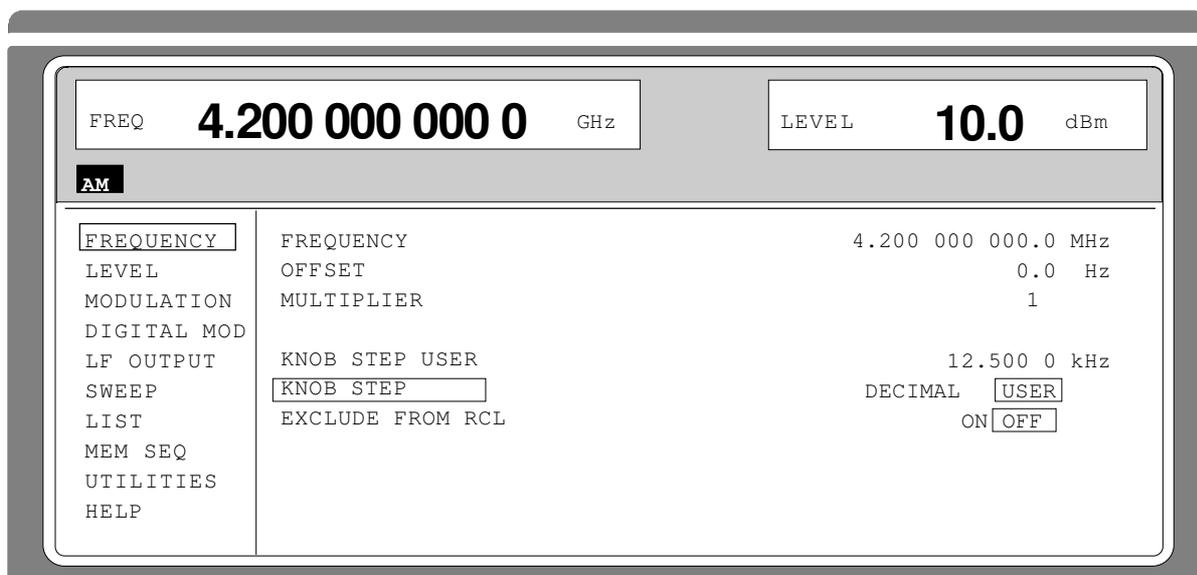 FREQ 4.200 000 000 0 GHz LEVEL 10.0 dBm
AM
FREQUENCY
LEVEL
MODULATION
DIGITAL MOD
LF OUTPUT
SWEEP
LIST
MEM SEQ
UTILITIES
HELP
FREQUENCY 4.200 000 000.0 MHz
OFFSET 0.0 Hz
MULTIPLIER 1
KNOB STEP USER 12.500 0 kHz
KNOB STEP DECIMAL USER
EXCLUDE FROM RCL ON OFF